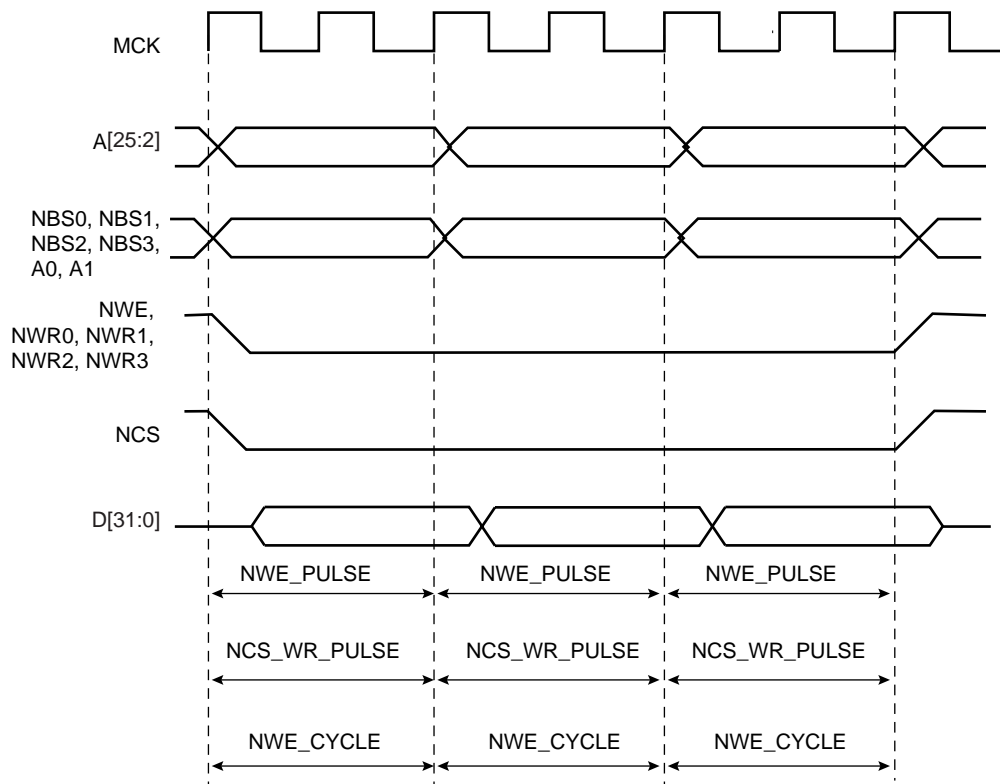 MCK
A[25:2]
NBS0, NBS1,
NBS2, NBS3,
A0, A1
NWE,
NWR0, NWR1,
NWR2, NWR3
NCS
D[31:0]
NWE_PULSE NWE_PULSE NWE_PULSE
NCS_WR_PULSE NCS_WR_PULSE NCS_WR_PULSE
NWE_CYCLE NWE_CYCLE NWE_CYCLE